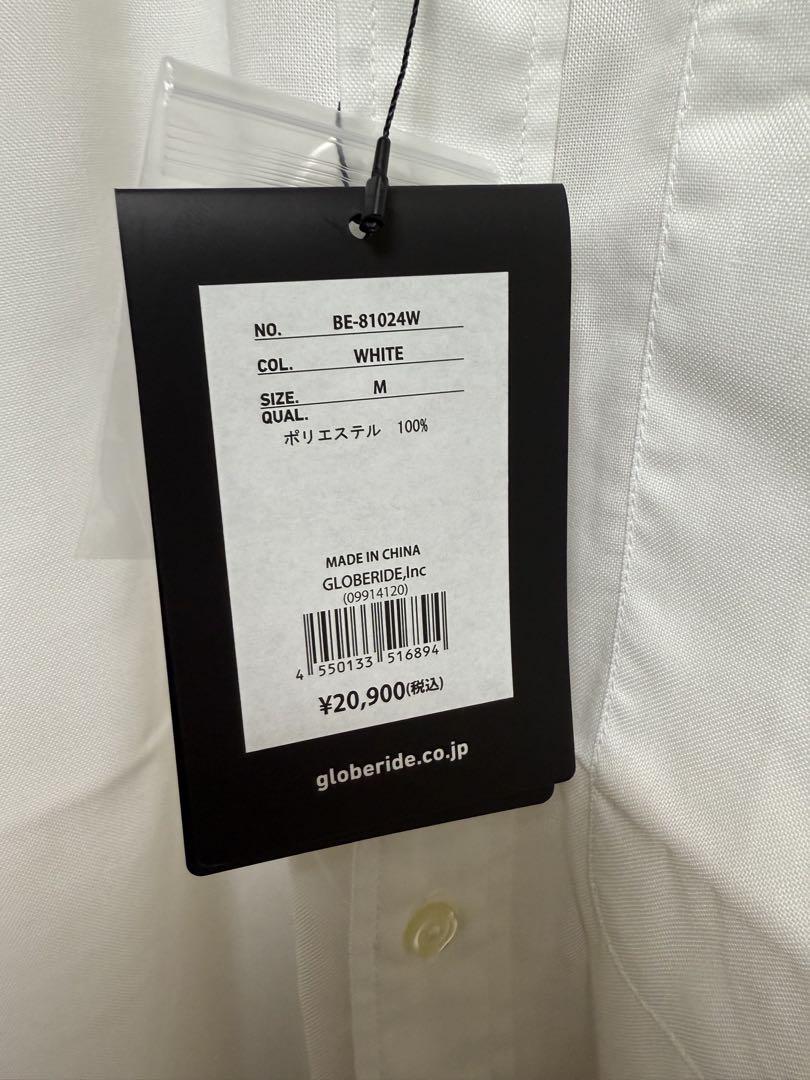 NO. BE-81024W
COL. WHITE
SIZE. M
QUAL.
ポリエステル 100%
MADE IN CHINA
GLOBERIDE,Inc
(09914120)
4 550133 516894
¥20,900(税込)
globeride.co.jp